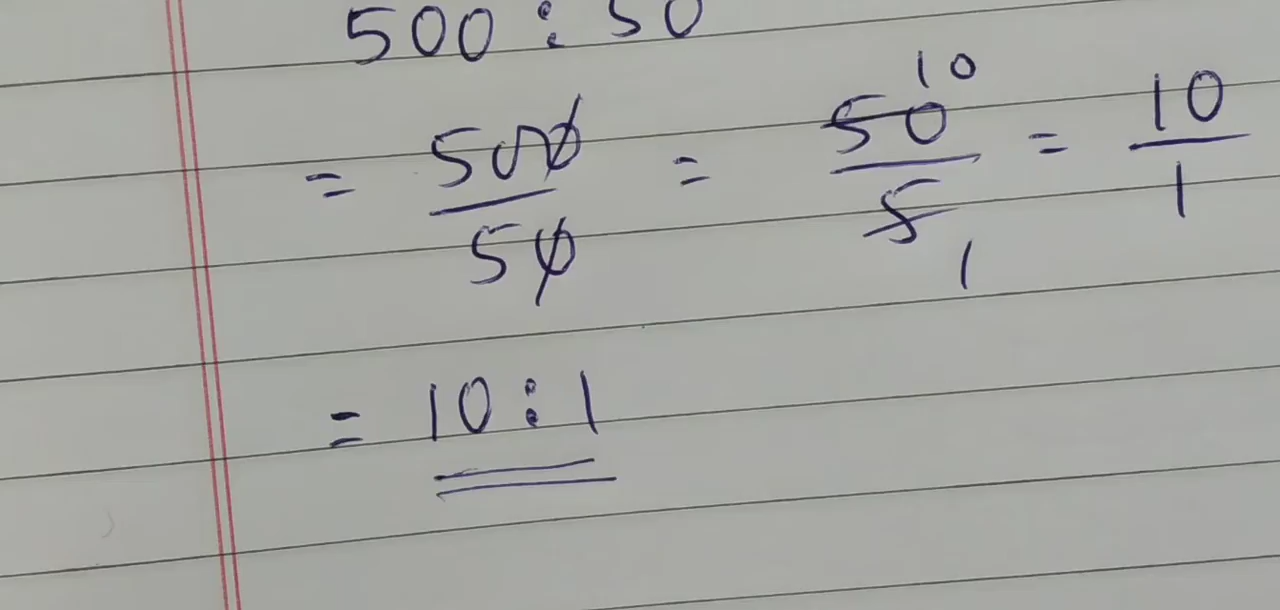 500 : 50
= 500/50 = 50/5 10 1 = 10/1
= 10 : 1